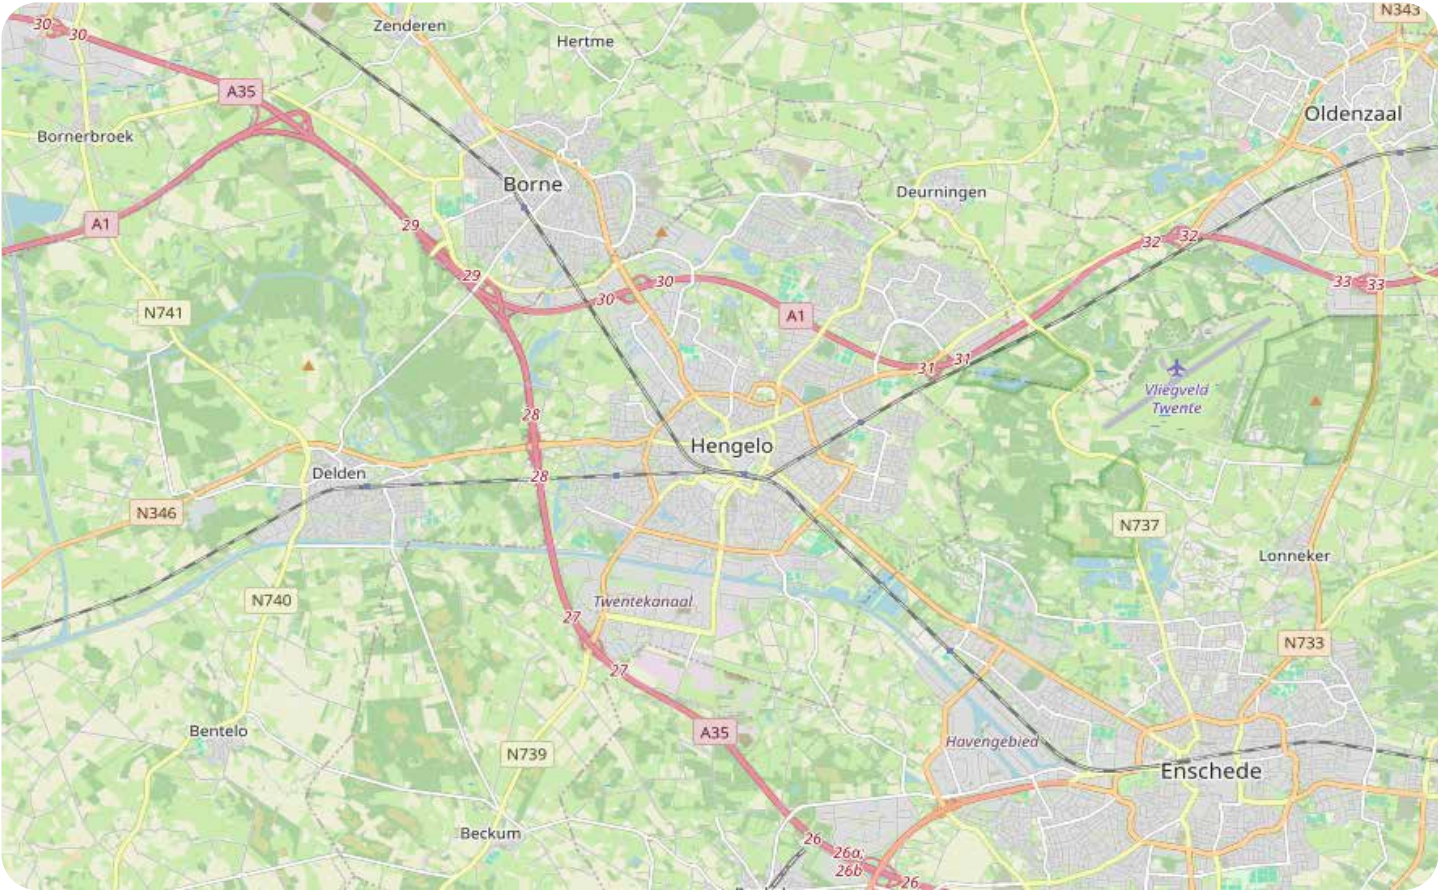 30
30
Zenderen
Hertme
N343
A35
Bornerbroek
Oldenzaal
Borne
Deurningen
A1
29
32
32
29
30
30
33
33
N741
A1
31
31
Vliegveld
Twente
28
Hengelo
Delden
28
N346
N737
Lonneker
N740
Twentekanaal
27
N733
27
Bentelo
A35
Havengebied
N739
Enschede
Beckum
26
26a;
26b
26